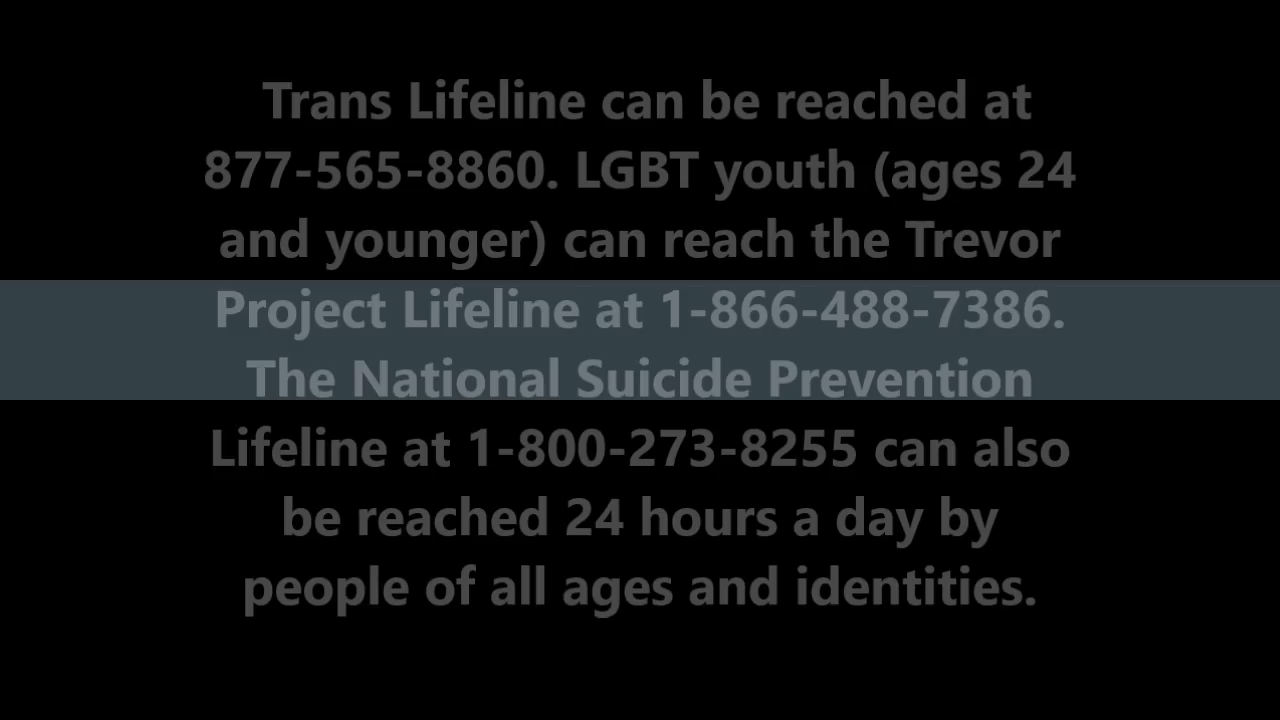 Trans Lifeline can be reached at
877-565-8860. LGBT youth (ages 24
and younger) can reach the Trevor
Project Lifeline at 1-866-488-7386.
The National Suicide Prevention
Lifeline at 1-800-273-8255 can also
be reached 24 hours a day by
people of all ages and identities.